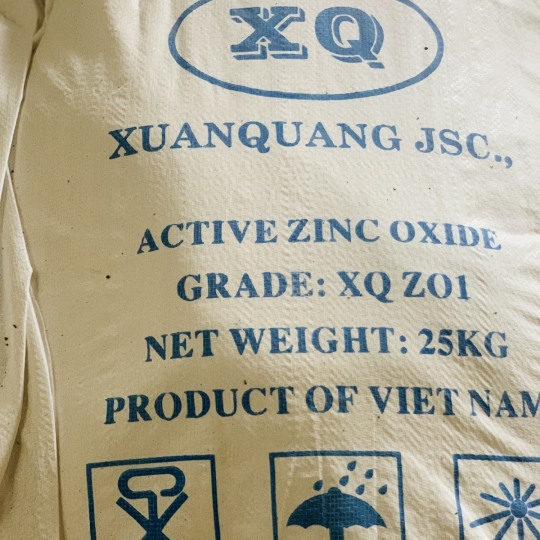 XQ
XUANQUANG JSC.,
ACTIVE ZINC OXIDE
GRADE: XQ ZO1
NET WEIGHT: 25KG
PRODUCT OF VIET NAM